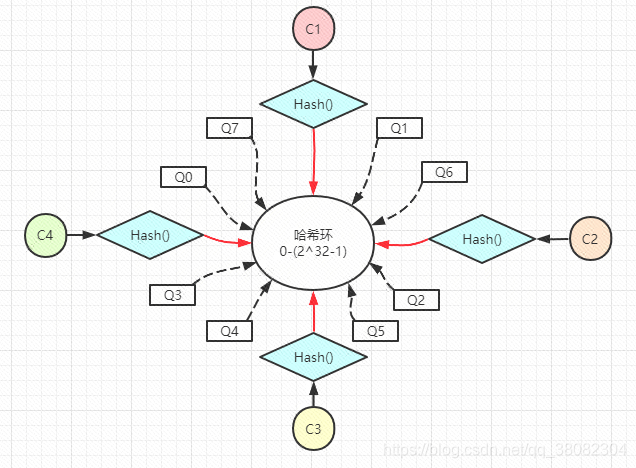 C1
Hash()
Q7
Q1
Q0
Q6
哈希环
0-(2^32-1)
C4
Hash()
Hash()
C2
Q3
Q2
Q4
Q5
Hash()
C3
https://blog.csdn.net/qq_38082304